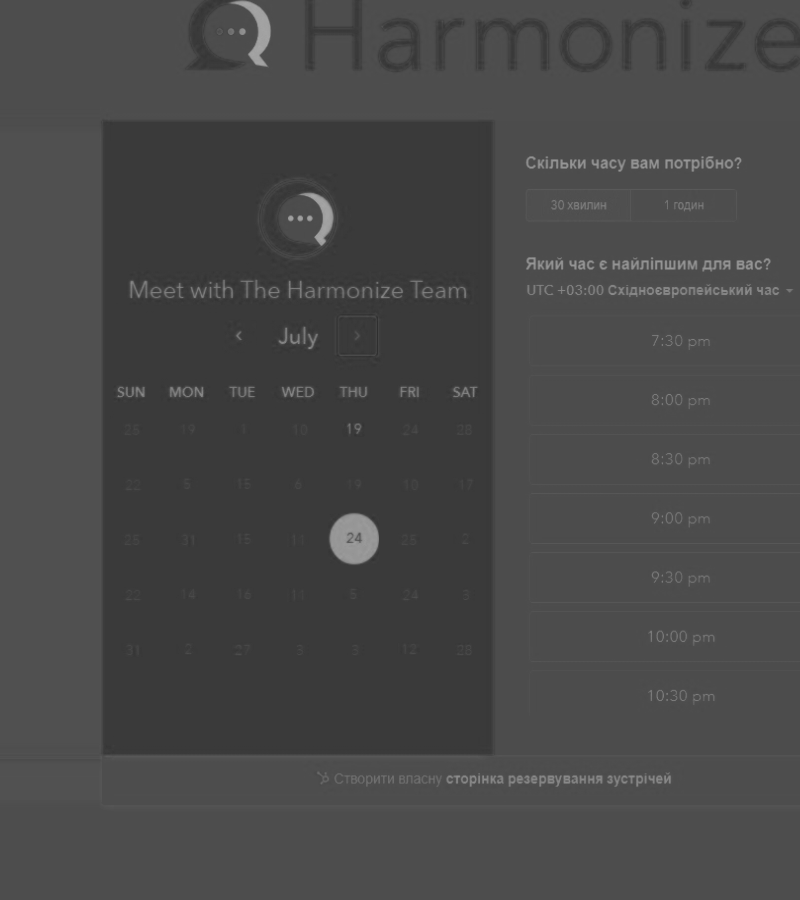 Harmonize
Meet with The Harmonize Team
July
SUN MON TUE WED THU FRI SAT
28 19 1 10 19 24 28
22 5 15 6 19 10 17
28 31 15 11 24 25 2
22 14 16 11 5 24 3
31 2 27 3 3 12 28
Скільки часу вам потрібно?
30 хвилин 1 годин
Який час є найліпшим для вас?
UTC +03:00 Східноєвропейський час
7:30 pm
8:00 pm
8:30 pm
9:00 pm
9:30 pm
10:00 pm
10:30 pm
Створити власну сторінка резервування зустрічей